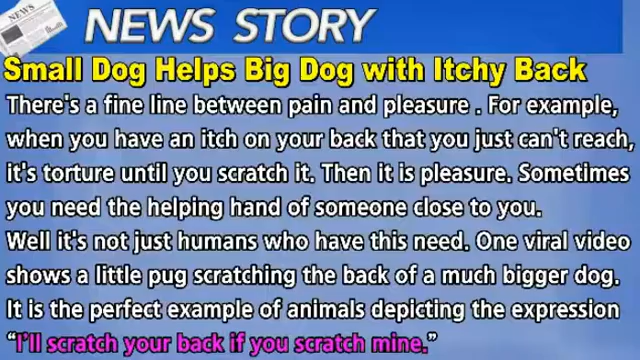 NEWS
NEWS STORY
Small Dog Helps Big Dog with Itchy Back
There's a fine line between pain and pleasure . For example,
when you have an itch on your back that you just can't reach,
it's torture until you scratch it. Then it is pleasure. Sometimes
you need the helping hand of someone close to you.
Well it's not just humans who have this need. One viral video
shows a little pug scratching the back of a much bigger dog.
It is the perfect example of animals depicting the expression
“I'll scratch your back if you scratch mine.”